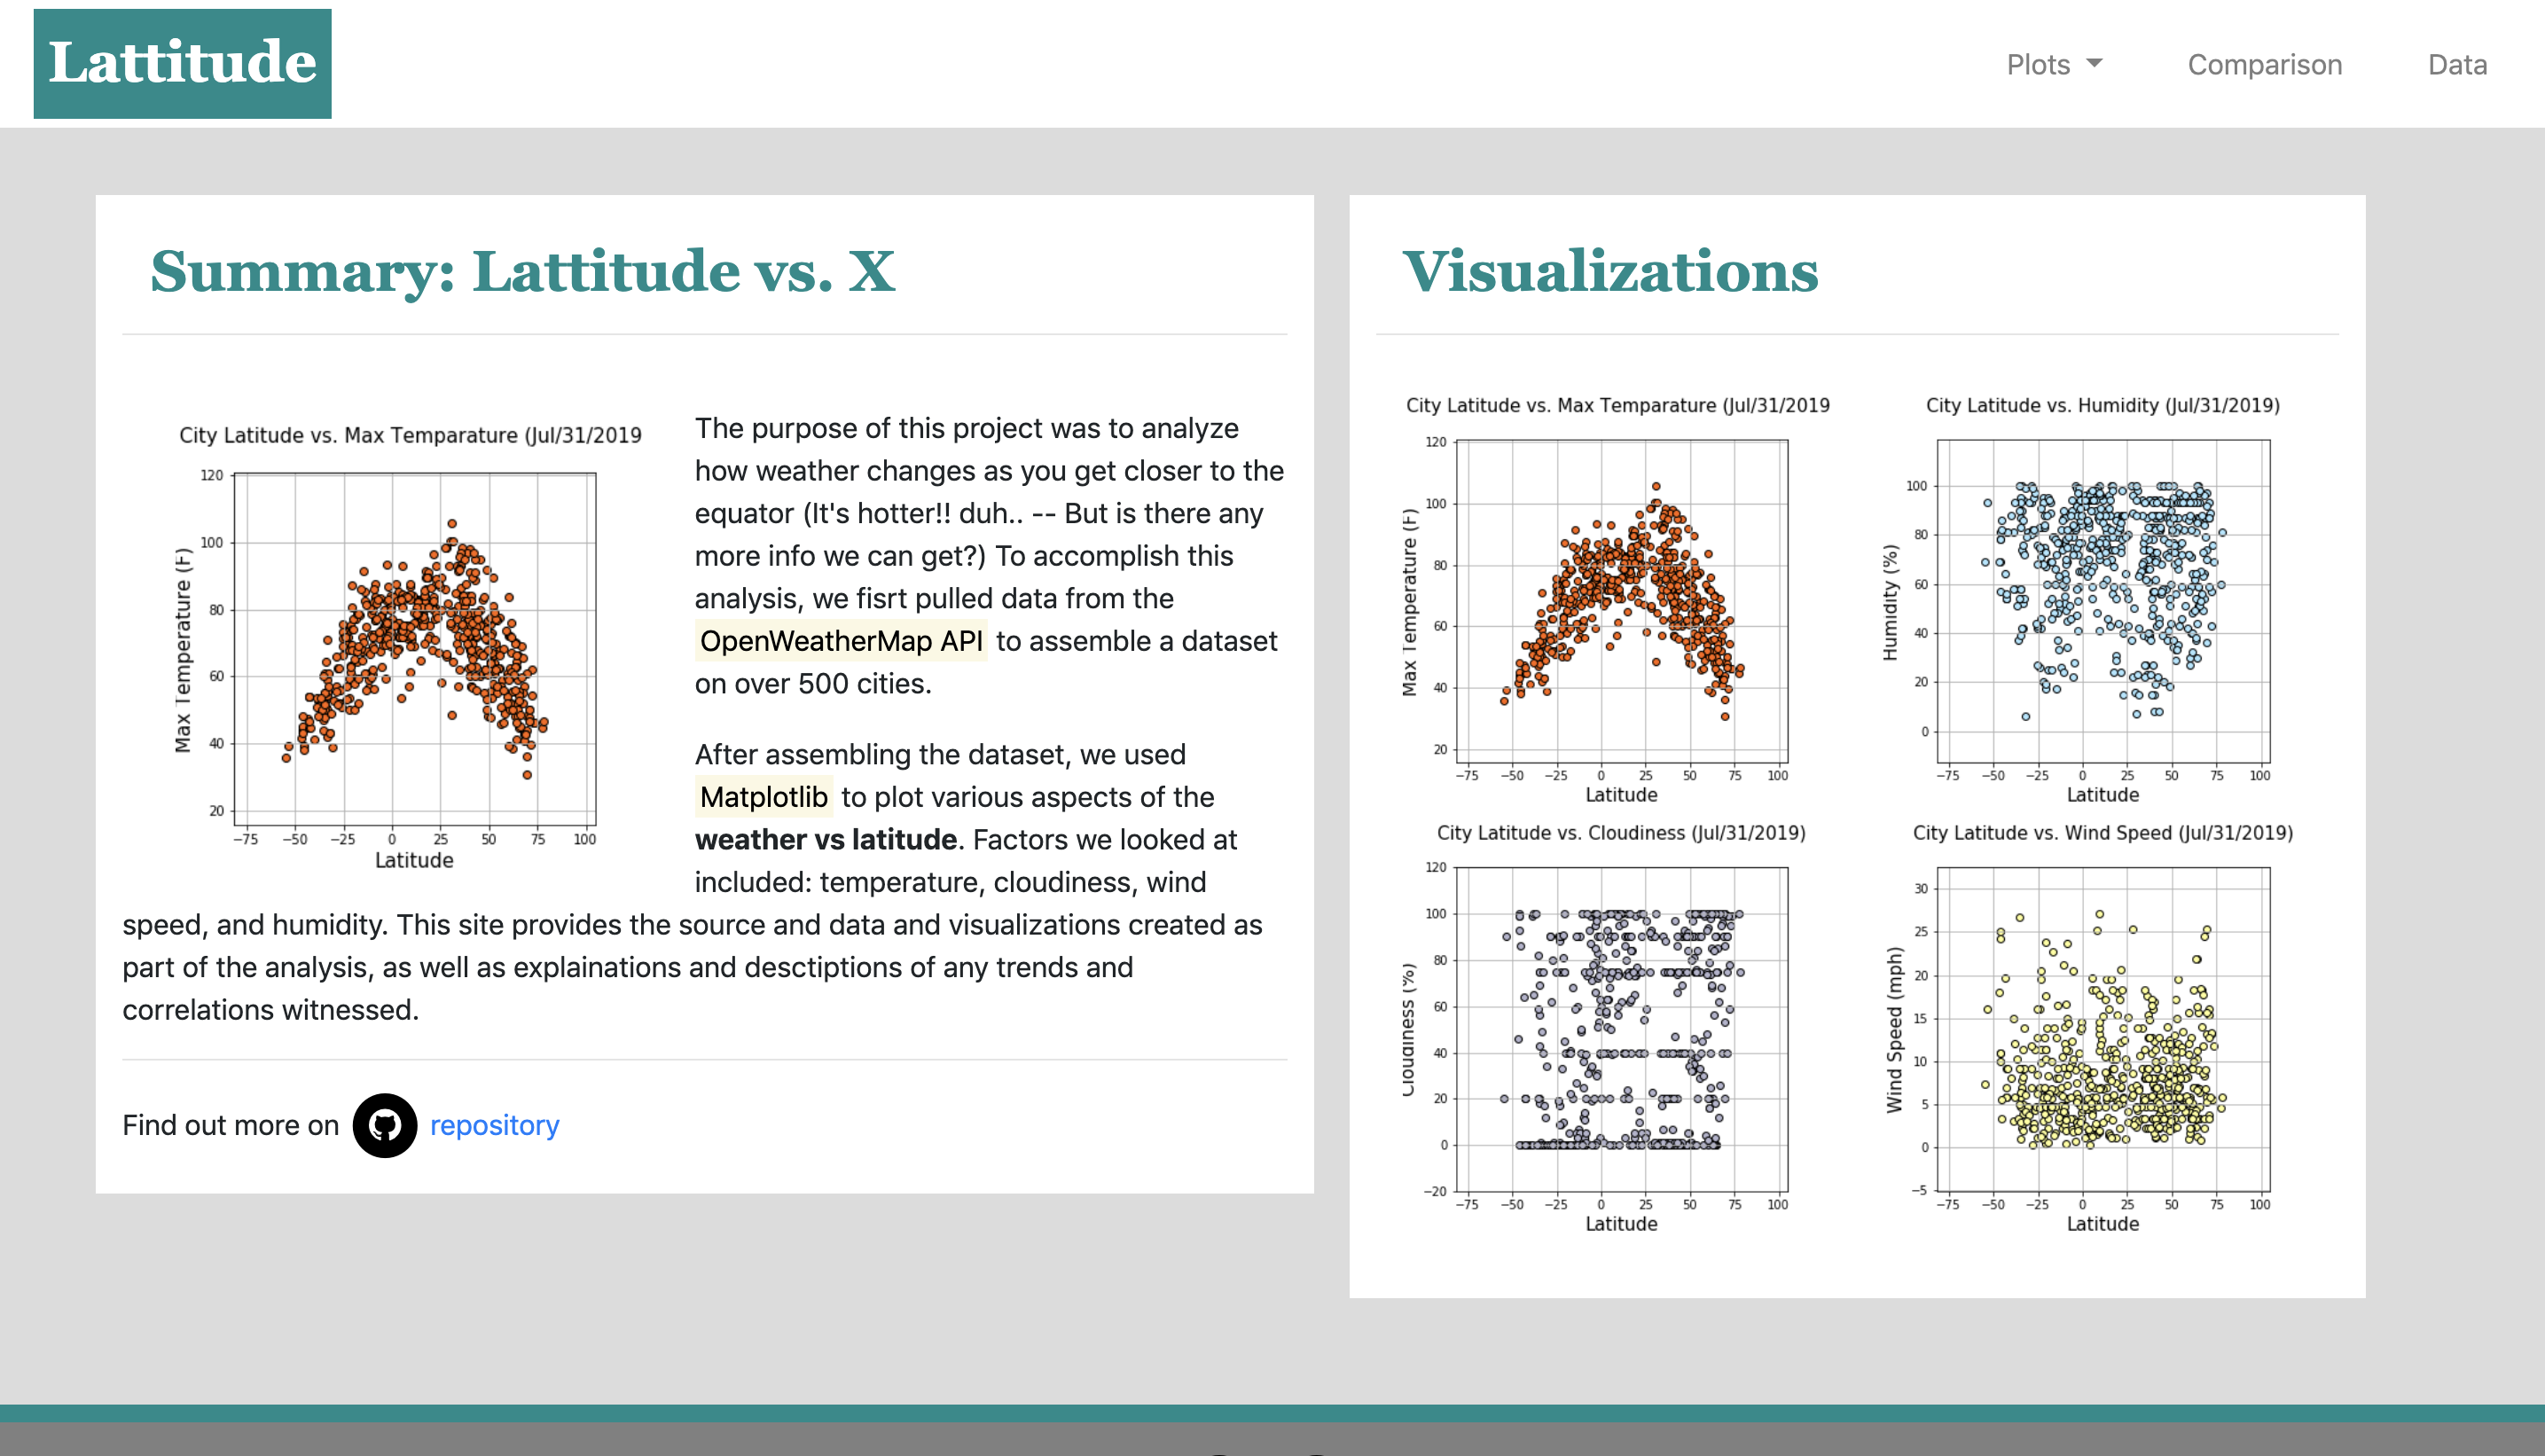 Lattitude
Plots
Comparison
Data
Summary: Lattitude vs. X
City Latitude vs. Max Temparature (Jul/31/2019
120
100
80
60
40
20
Max Temperature (F)
−75 −50 −25 0 25 50 75 100
Latitude
The purpose of this project was to analyze
how weather changes as you get closer to the
equator (It's hotter!! duh.. -- But is there any
more info we can get?) To accomplish this
analysis, we fisrt pulled data from the
OpenWeatherMap API to assemble a dataset
on over 500 cities.
After assembling the dataset, we used
Matplotlib to plot various aspects of the
weather vs latitude. Factors we looked at
included: temperature, cloudiness, wind
speed, and humidity. This site provides the source and data and visualizations created as
part of the analysis, as well as explainations and desctiptions of any trends and
correlations witnessed.
Find out more on repository
Visualizations
City Latitude vs. Max Temparature (Jul/31/2019
120
100
80
60
40
20
Max Temperature (F)
−75 −50 −25 0 25 50 75 100
Latitude
City Latitude vs. Humidity (Jul/31/2019)
100
80
60
40
20
0
Humidity (%)
−75 −50 −25 0 25 50 75 100
Latitude
City Latitude vs. Cloudiness (Jul/31/2019)
120
100
80
60
40
20
0
−20
Cloudiness (%)
−75 −50 −25 0 25 50 75 100
Latitude
City Latitude vs. Wind Speed (Jul/31/2019)
30
25
20
15
10
5
0
−5
Wind Speed (mph)
−75 −50 −25 0 25 50 75 100
Latitude